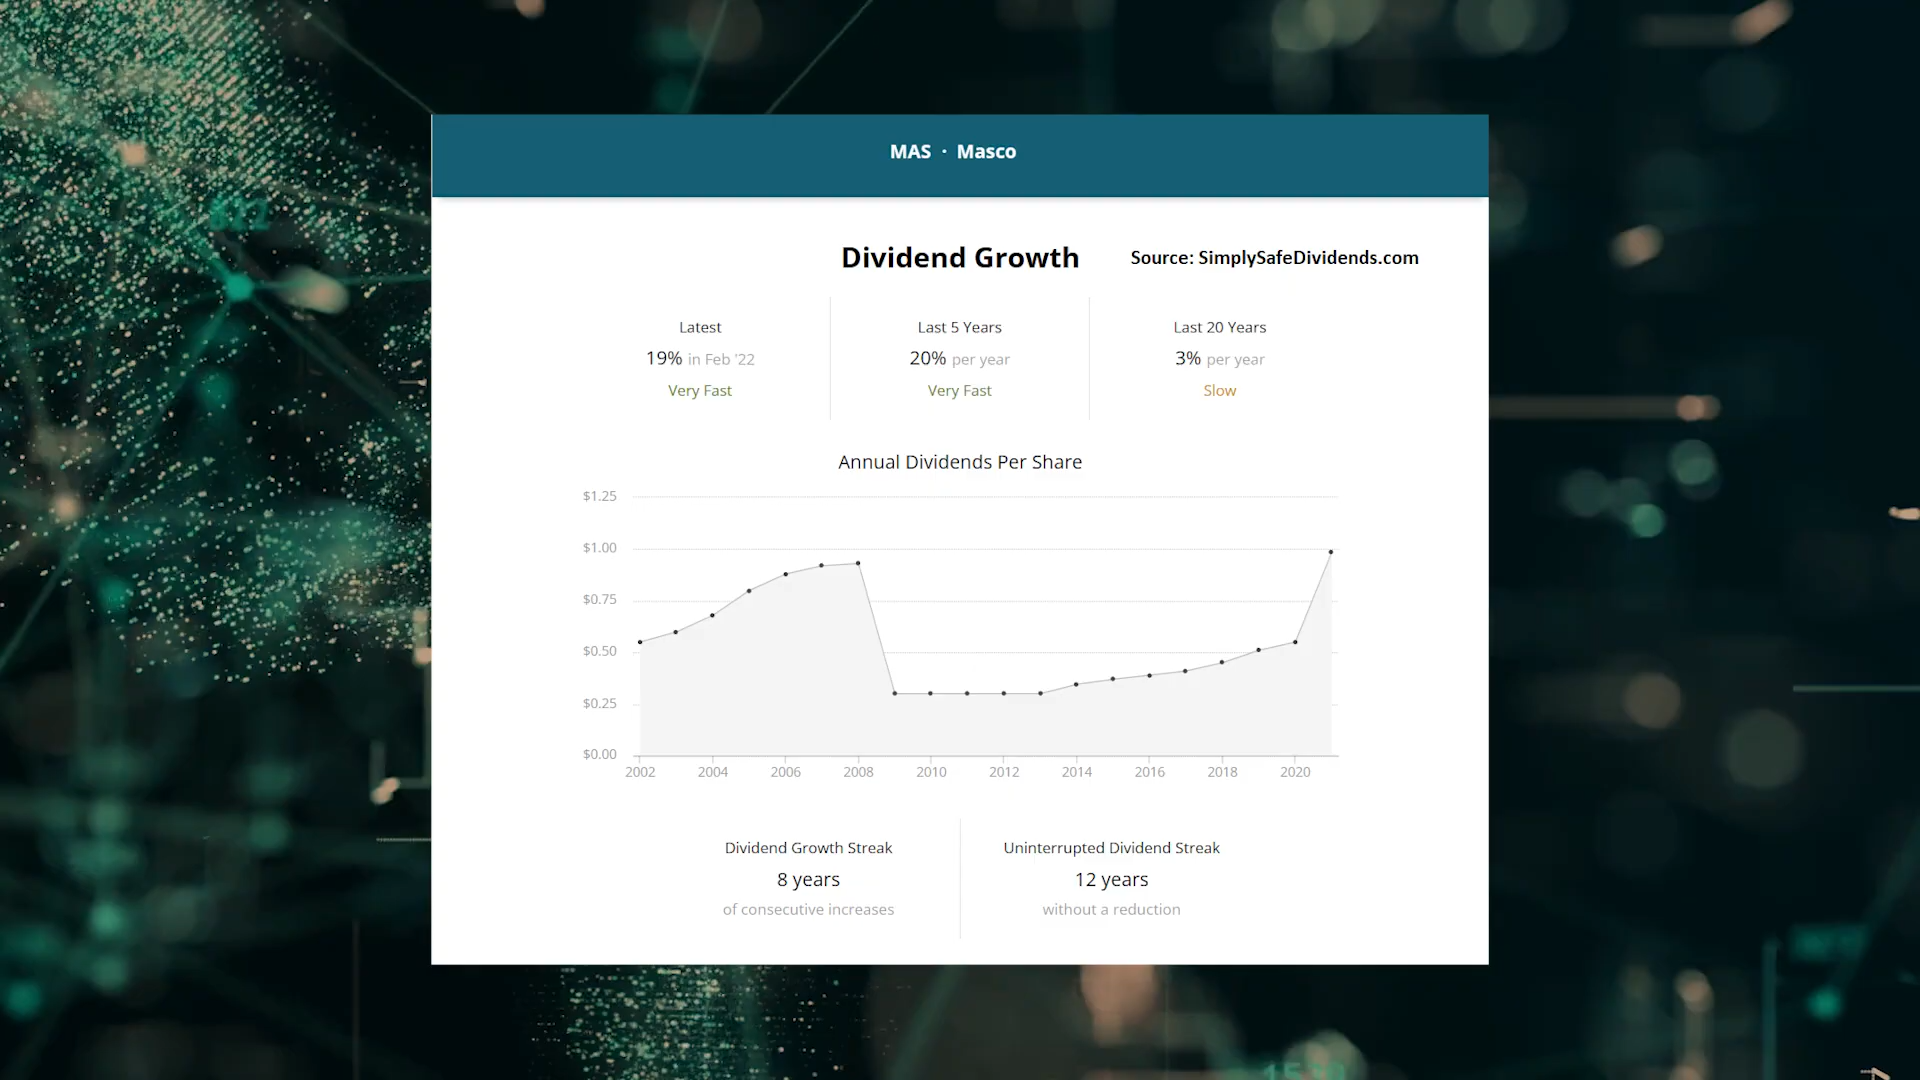 MAS · Masco
Dividend Growth
Source: SimplySafeDividends.com
Latest
19% in Feb '22
Very Fast
Last 5 Years
20% per year
Very Fast
Last 20 Years
3% per year
Slow
Annual Dividends Per Share
$1.25
$1.00
$0.75
$0.50
$0.25
$0.00
2002 2004 2006 2008 2010 2012 2014 2016 2018 2020
Dividend Growth Streak
8 years
of consecutive increases
Uninterrupted Dividend Streak
12 years
without a reduction